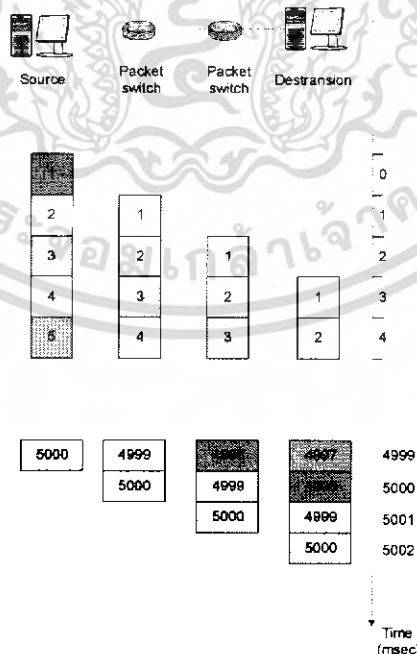 Source
Packet switch
Packet switch
Destransion
1 0
2 1 1
3 2 1 2
4 3 2 1 3
5 4 3 2 4
5000 4999 4997 4999
5000 4999 5000
5000 4999 5001
5000 5002
Time
(msec)